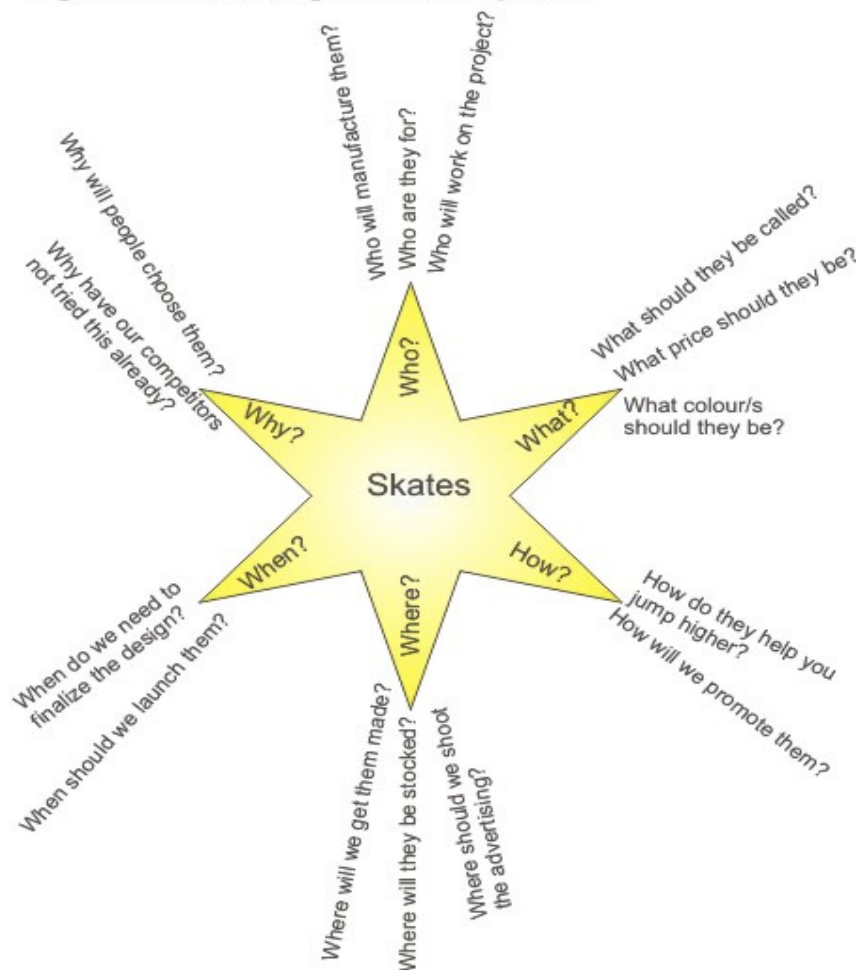 Who will manufacture them?
Who are they for?
Who will work on the project?
Who?
What should they be called?
What price should they be?
What colour/s
should they be?
What?
How do they help you
jump higher?
How will we promote them?
How?
Where should we shoot
the advertising?
Where will they be stocked?
Where will we get them made?
Where?
When do we need to
finalize the design?
When should we launch them?
When?
Why will people choose them?
Why have our competitors
not tried this already?
Why?
Skates